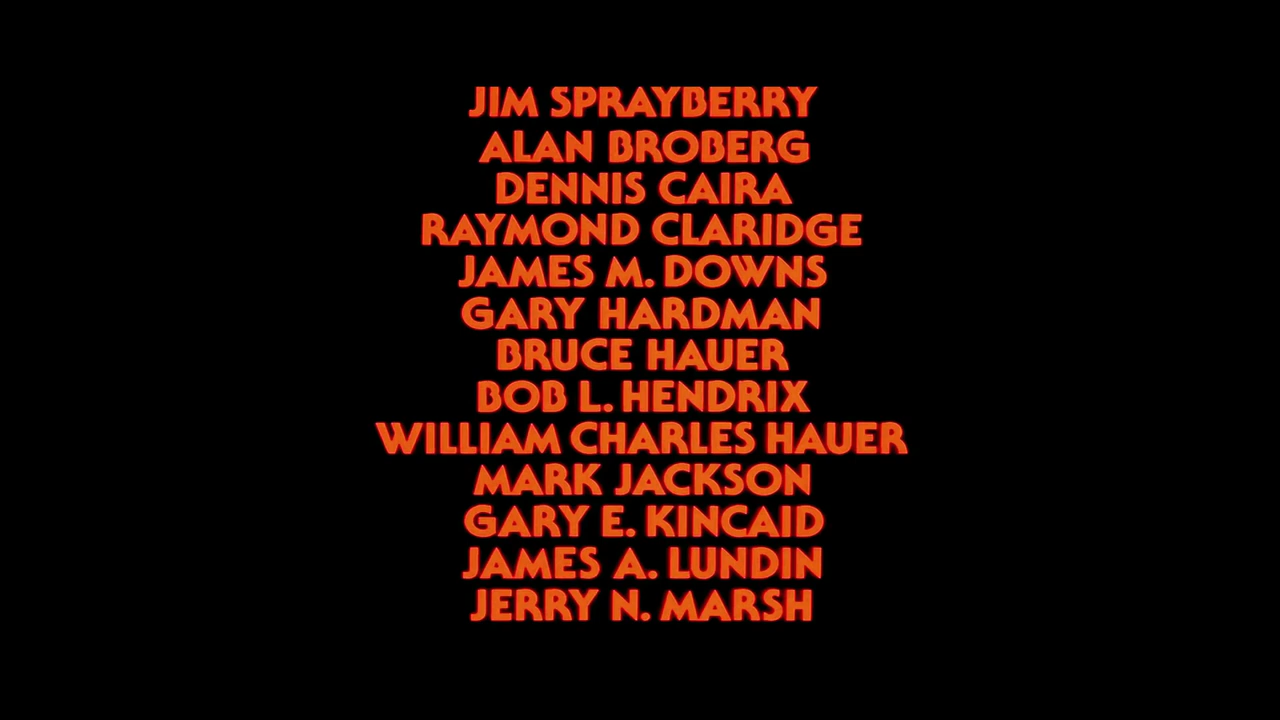 JIM SPRAYBERRY
ALAN BROBERG
DENNIS CAIRA
RAYMOND CLARIDGE
JAMES M. DOWNS
GARY HARDMAN
BRUCE HAUER
BOB L. HENDRIX
WILLIAM CHARLES HAUER
MARK JACKSON
GARY E. KINCAID
JAMES A. LUNDIN
JERRY N. MARSH